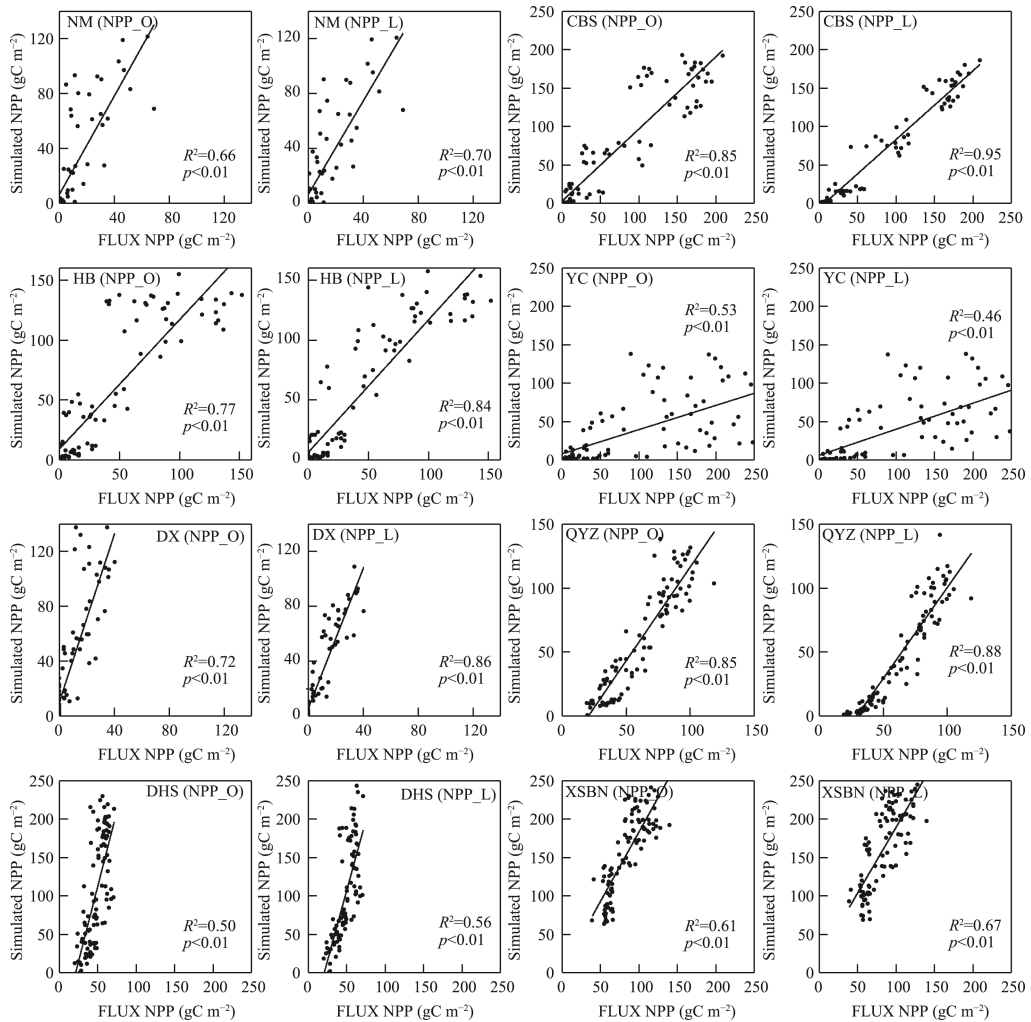 NM (NPP_O)
Simulated NPP (gC m⁻²)
120
80
40
0
R²=0.66
p<0.01
0 40 80 120
FLUX NPP (gC m⁻²)
NM (NPP_L)
Simulated NPP (gC m⁻²)
120
80
40
0
R²=0.70
p<0.01
0 40 80 120
FLUX NPP (gC m⁻²)
CBS (NPP_O)
Simulated NPP (gC m⁻²)
250
200
150
100
50
0
R²=0.85
p<0.01
0 50 100 150 200 250
FLUX NPP (gC m⁻²)
CBS (NPP_L)
Simulated NPP (gC m⁻²)
250
200
150
100
50
0
R²=0.95
p<0.01
0 50 100 150 200 250
FLUX NPP (gC m⁻²)
HB (NPP_O)
Simulated NPP (gC m⁻²)
150
100
50
0
R²=0.77
p<0.01
0 50 100 150
FLUX NPP (gC m⁻²)
HB (NPP_L)
Simulated NPP (gC m⁻²)
150
100
50
0
R²=0.84
p<0.01
0 50 100 150
FLUX NPP (gC m⁻²)
YC (NPP_O)
Simulated NPP (gC m⁻²)
250
200
150
100
50
0
R²=0.53
p<0.01
0 50 100 150 200 250
FLUX NPP (gC m⁻²)
YC (NPP_L)
Simulated NPP (gC m⁻²)
250
200
150
100
50
0
R²=0.46
p<0.01
0 50 100 150 200 250
FLUX NPP (gC m⁻²)
DX (NPP_O)
Simulated NPP (gC m⁻²)
120
80
40
0
R²=0.72
p<0.01
0 40 80 120
FLUX NPP (gC m⁻²)
DX (NPP_L)
Simulated NPP (gC m⁻²)
120
80
40
0
R²=0.86
p<0.01
0 40 80 120
FLUX NPP (gC m⁻²)
QYZ (NPP_O)
Simulated NPP (gC m⁻²)
150
100
50
0
R²=0.85
p<0.01
0 50 100 150
FLUX NPP (gC m⁻²)
QYZ (NPP_L)
Simulated NPP (gC m⁻²)
150
100
50
0
R²=0.88
p<0.01
0 50 100 150
FLUX NPP (gC m⁻²)
DHS (NPP_O)
Simulated NPP (gC m⁻²)
250
200
150
100
50
0
R²=0.50
p<0.01
0 50 100 150 200 250
FLUX NPP (gC m⁻²)
DHS (NPP_L)
Simulated NPP (gC m⁻²)
250
200
150
100
50
0
R²=0.56
p<0.01
0 50 100 150 200 250
FLUX NPP (gC m⁻²)
XSBN (NPP_O)
Simulated NPP (gC m⁻²)
250
200
150
100
50
0
R²=0.61
p<0.01
0 50 100 150 200 250
FLUX NPP (gC m⁻²)
XSBN (NPP_L)
Simulated NPP (gC m⁻²)
250
200
150
100
50
0
R²=0.67
p<0.01
0 50 100 150 200 250
FLUX NPP (gC m⁻²)